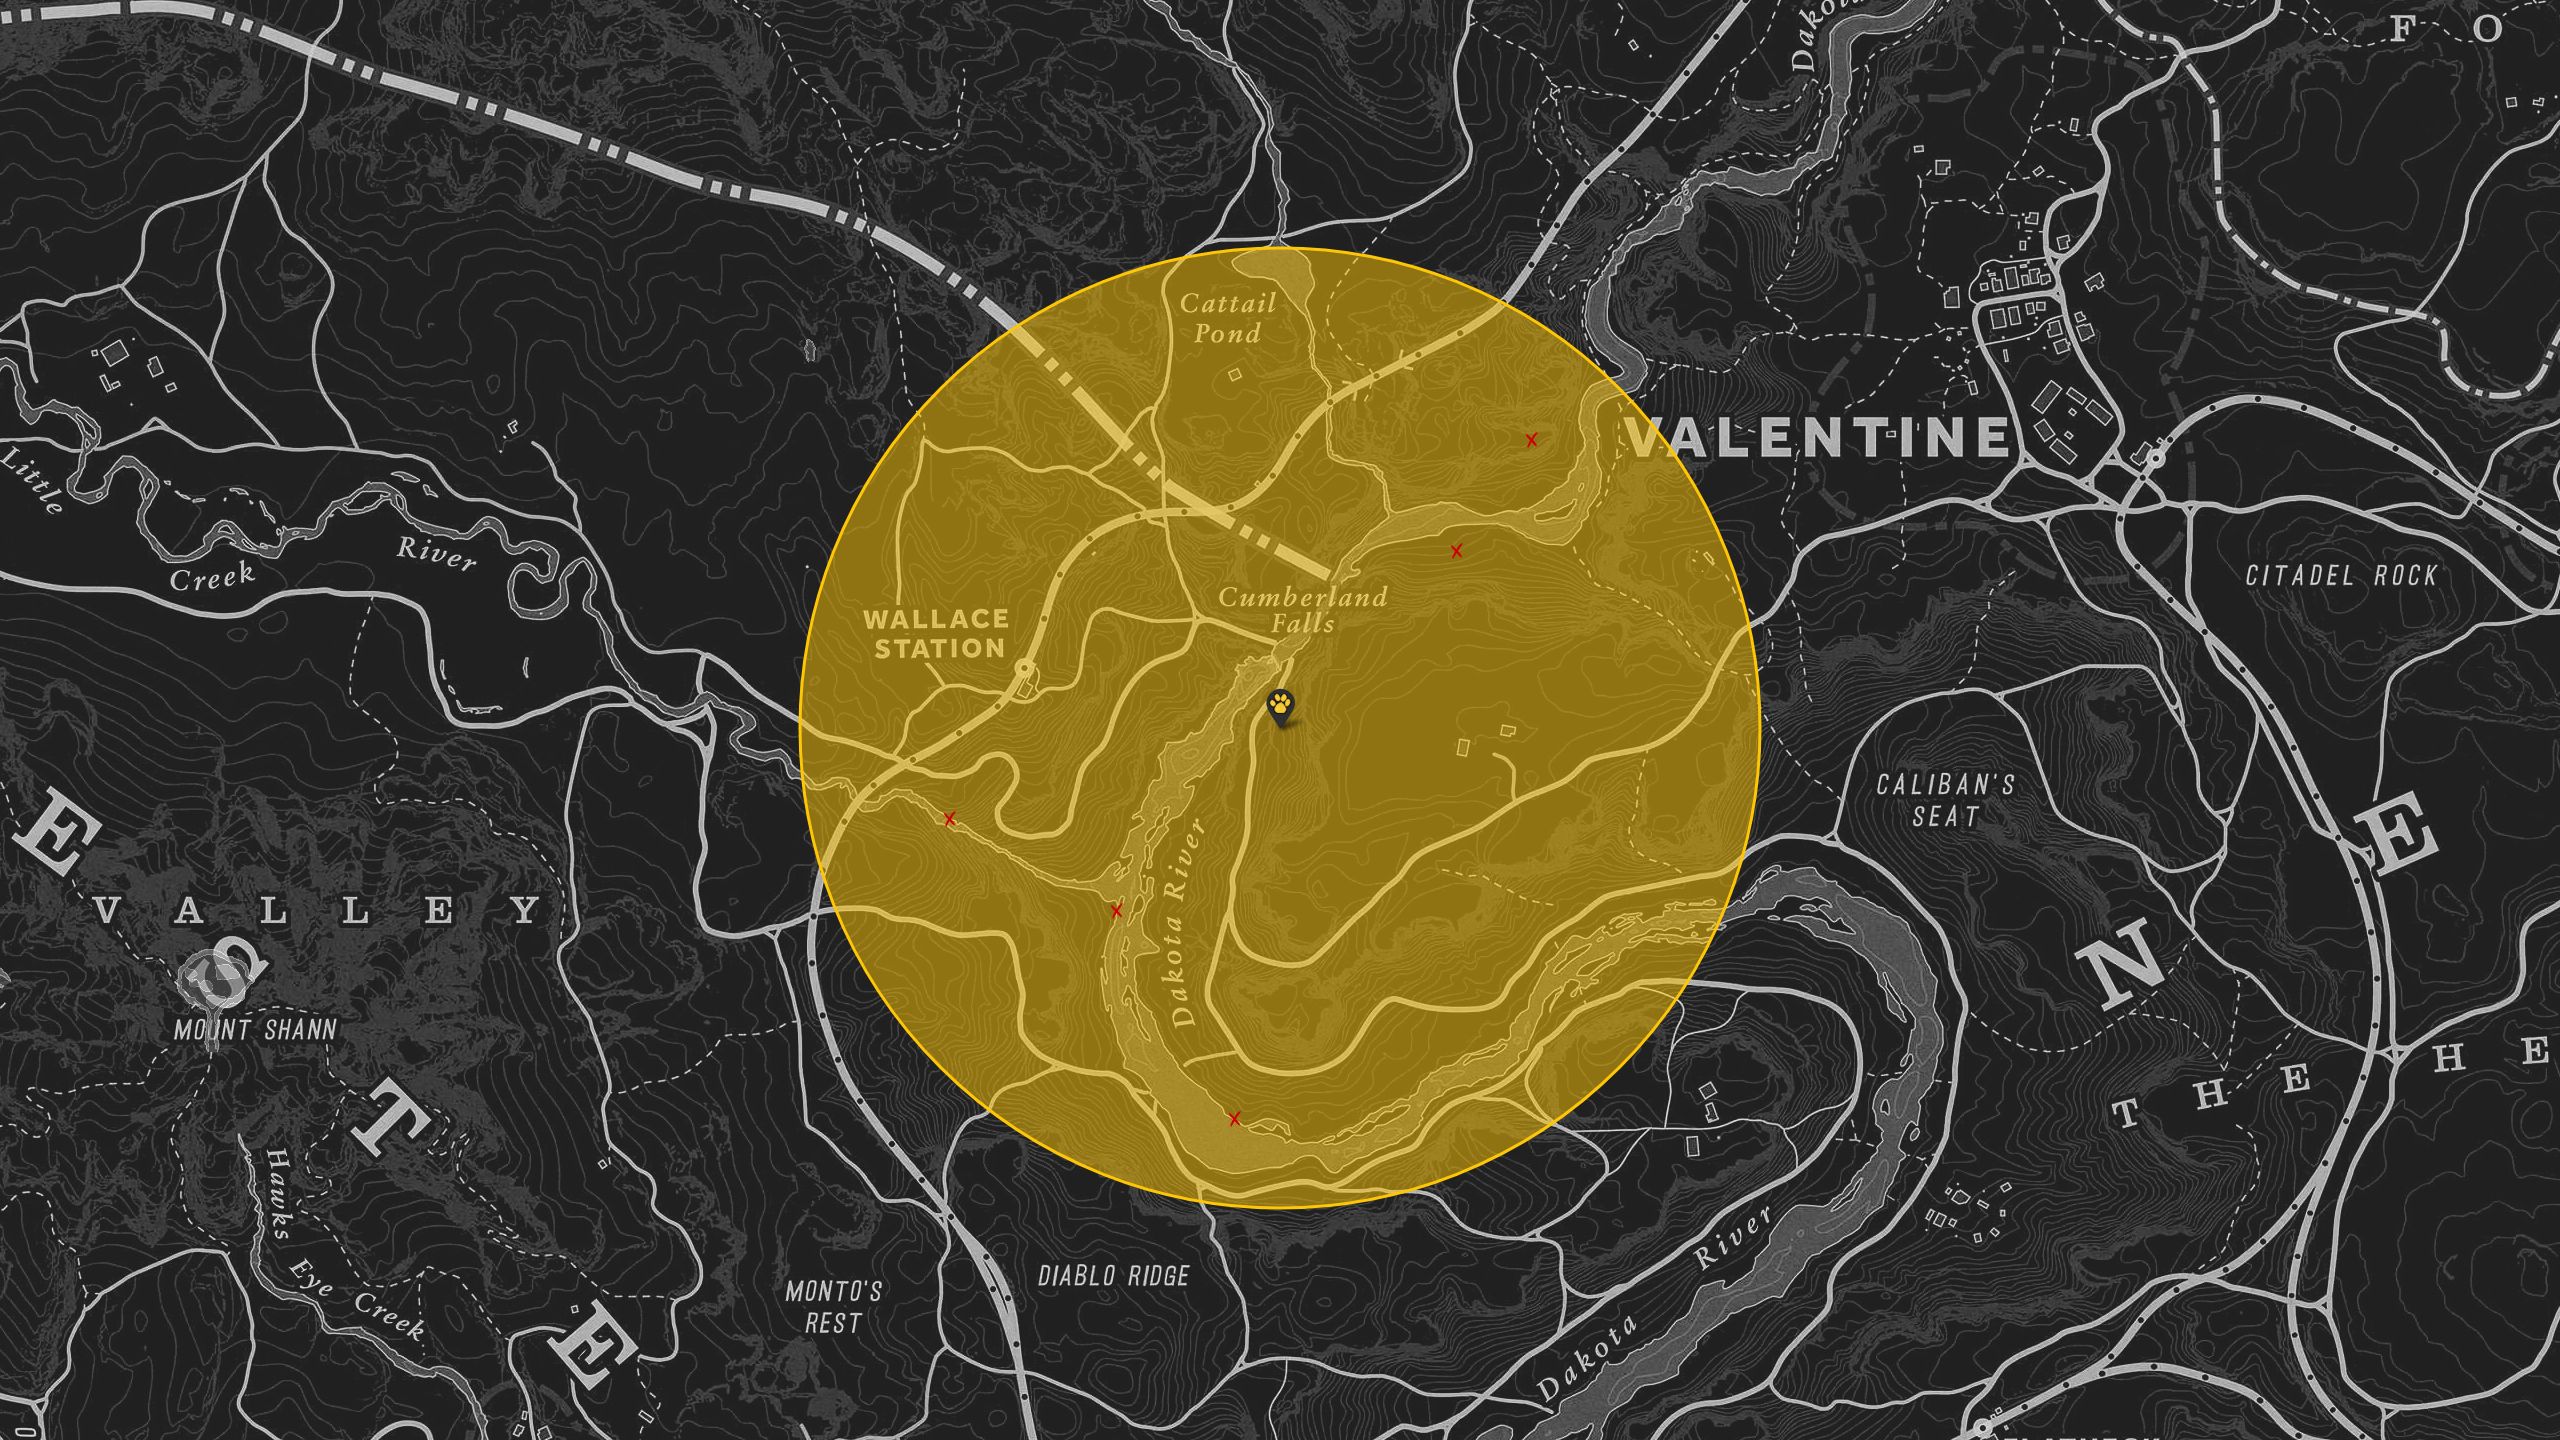 F O
Dakota
Cattail
Pond
VALENTINE
Little
Creek
River
CITADEL ROCK
Cumberland
Falls
WALLACE
STATION
CALIBAN'S
SEAT
E
E
VALLEY
Dakota River
N
MOUNT SHANN
T
THE HE
Hawks
Eye Creek
River
Dakota
DIABLO RIDGE
MONTO'S
REST
E